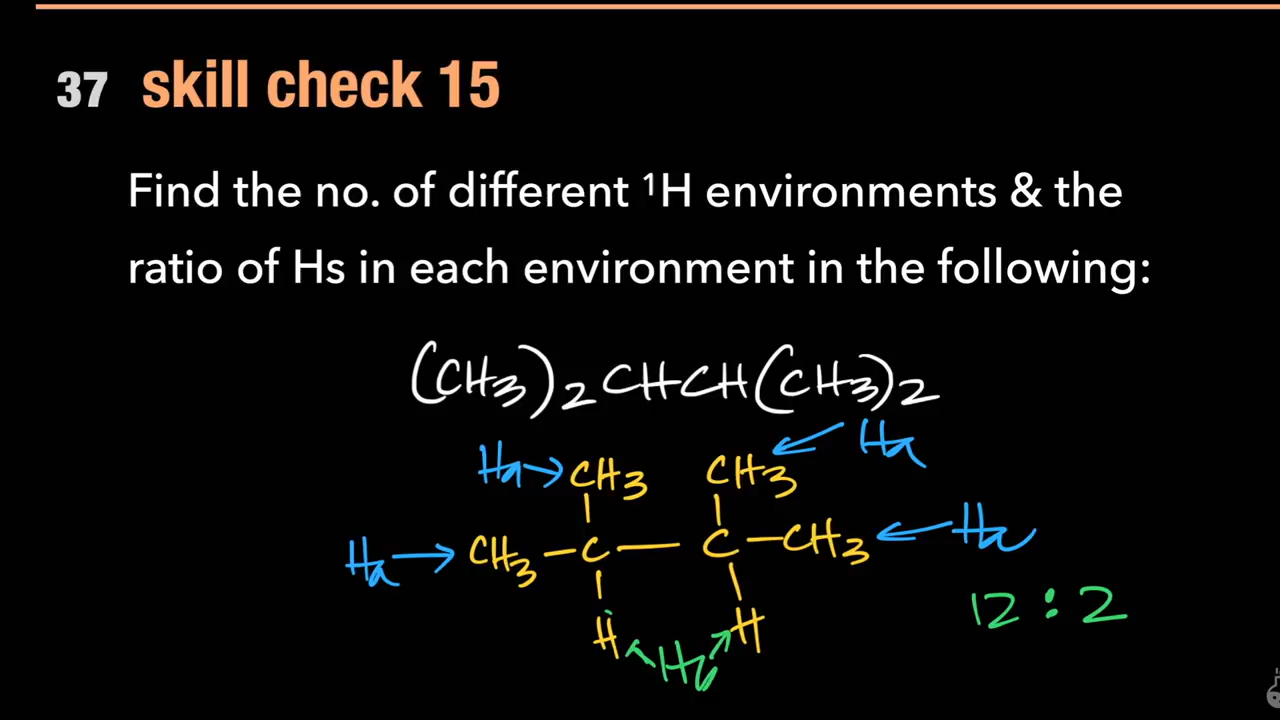 37 skill check 15
Find the no. of different ¹H environments & the
ratio of Hs in each environment in the following:
(CH3)2CHCH(CH3)2
Ha
Ha → CH3 CH3
Ha → CH3 — C — C — CH3 ← Ha
12 : 2
H H
Hb